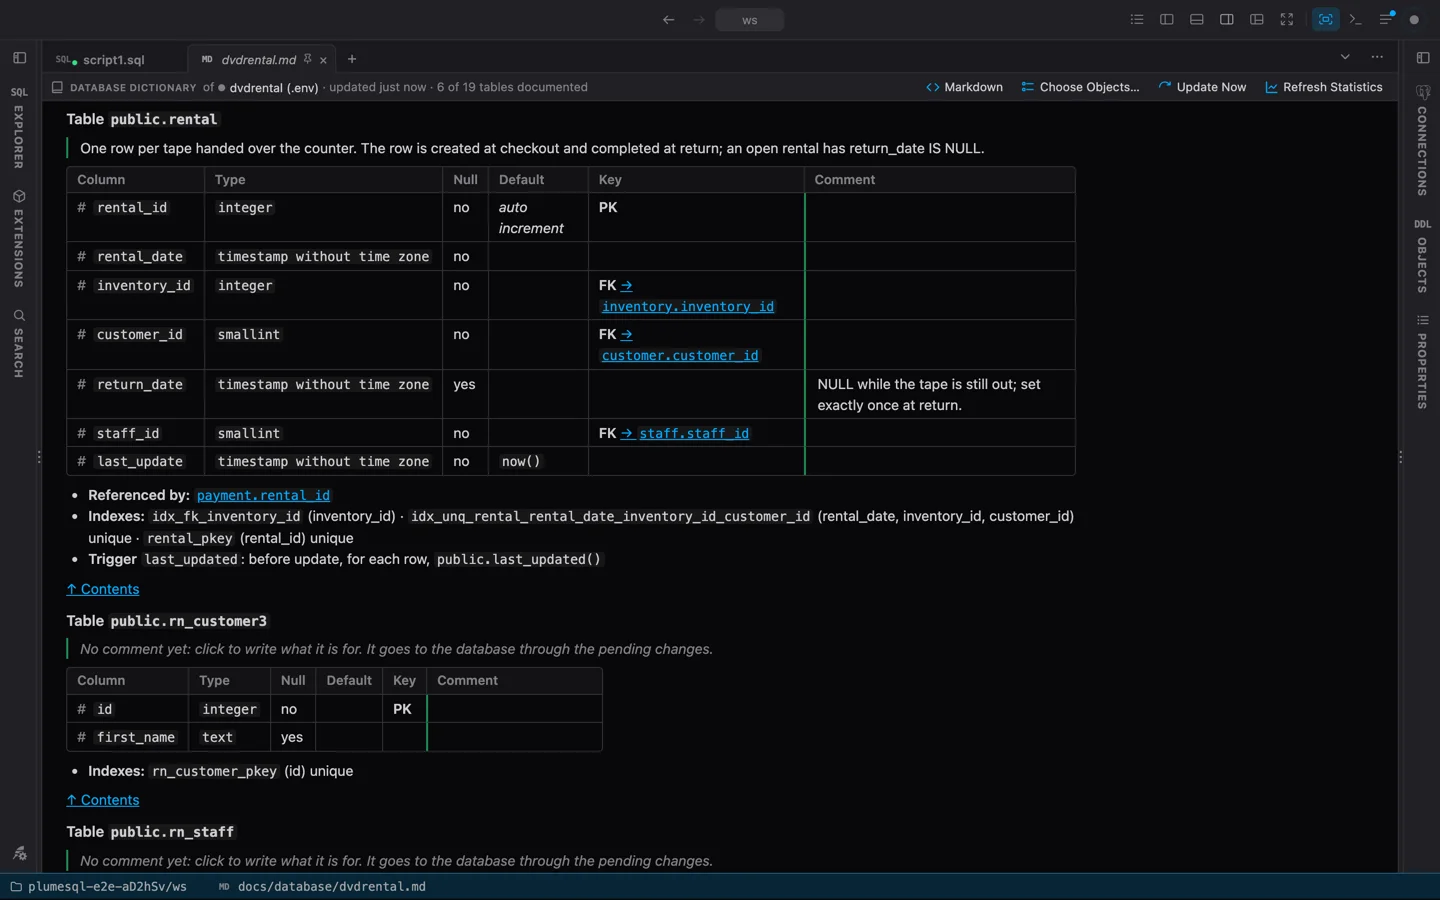 ws
SQL script1.sql
MD dvdrental.md
DATABASE DICTIONARY of dvdrental (.env) · updated just now · 6 of 19 tables documented
Markdown
Choose Objects...
Update Now
Refresh Statistics
SQL
EXPLORER
EXTENSIONS
SEARCH
Table public.rental
One row per tape handed over the counter. The row is created at checkout and completed at return; an open rental has return_date IS NULL.
Column Type Null Default Key Comment
# rental_id integer no auto increment PK
# rental_date timestamp without time zone no
# inventory_id integer no FK → inventory.inventory_id
# customer_id smallint no FK → customer.customer_id
# return_date timestamp without time zone yes NULL while the tape is still out; set exactly once at return.
# staff_id smallint no FK → staff.staff_id
# last_update timestamp without time zone no now()
• Referenced by: payment.rental_id
• Indexes: idx_fk_inventory_id (inventory_id) · idx_unq_rental_rental_date_inventory_id_customer_id (rental_date, inventory_id, customer_id)
unique · rental_pkey (rental_id) unique
• Trigger last_updated: before update, for each row, public.last_updated()
↑ Contents
Table public.rn_customer3
No comment yet: click to write what it is for. It goes to the database through the pending changes.
Column Type Null Default Key Comment
# id integer no PK
# first_name text yes
• Indexes: rn_customer_pkey (id) unique
↑ Contents
Table public.rn_staff
No comment yet: click to write what it is for. It goes to the database through the pending changes.
CONNECTIONS
DDL
OBJECTS
PROPERTIES
plumesql-e2e-aD2hSv/ws
MD docs/database/dvdrental.md